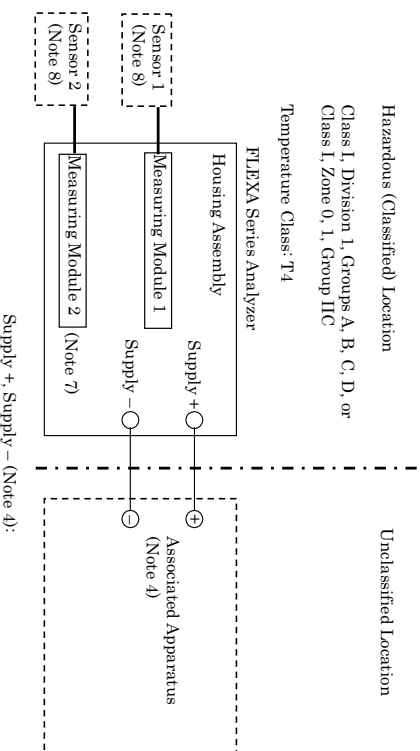 Hazardous (Classified) Location
Unclassified Location
Class I, Division 1, Groups A, B, C, D, or
Class I, Zone 0, 1, Group IIC
Temperature Class: T4
FLEXA Series Analyzer
Housing Assembly
Sensor 1
(Note 8)
Measuring Module 1
Sensor 2
(Note 8)
Measuring Module 2
(Note 7)
Supply +
Supply –
+
–
Associated Apparatus
(Note 4)
Supply +, Supply – (Note 4):